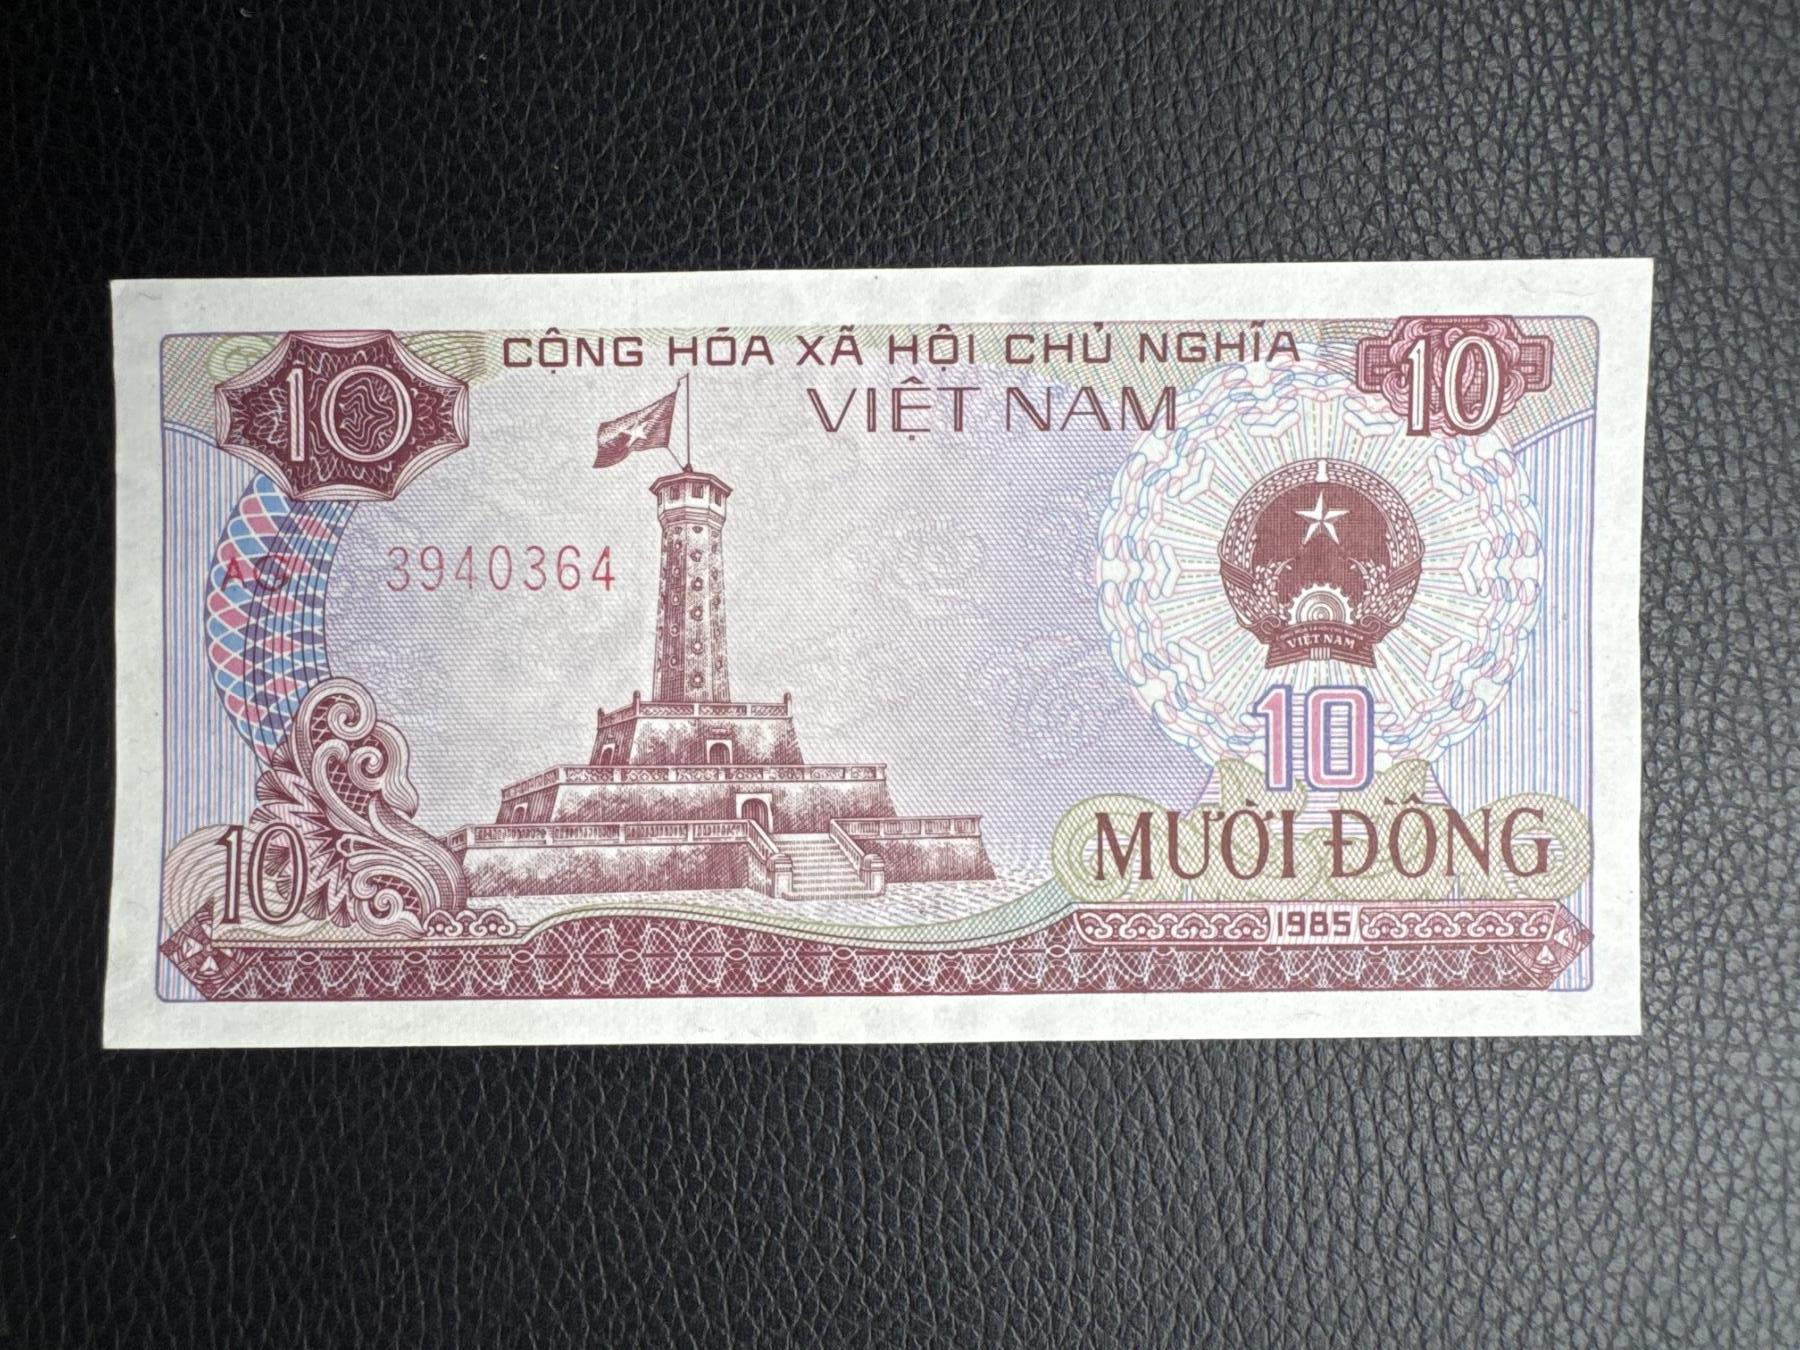 CỘNG HÒA XÃ HỘI CHỦ NGHĨA
VIỆT NAM
10
10
AG 3940364
VIỆT NAM
10
MƯỜI ĐỒNG
10
1985